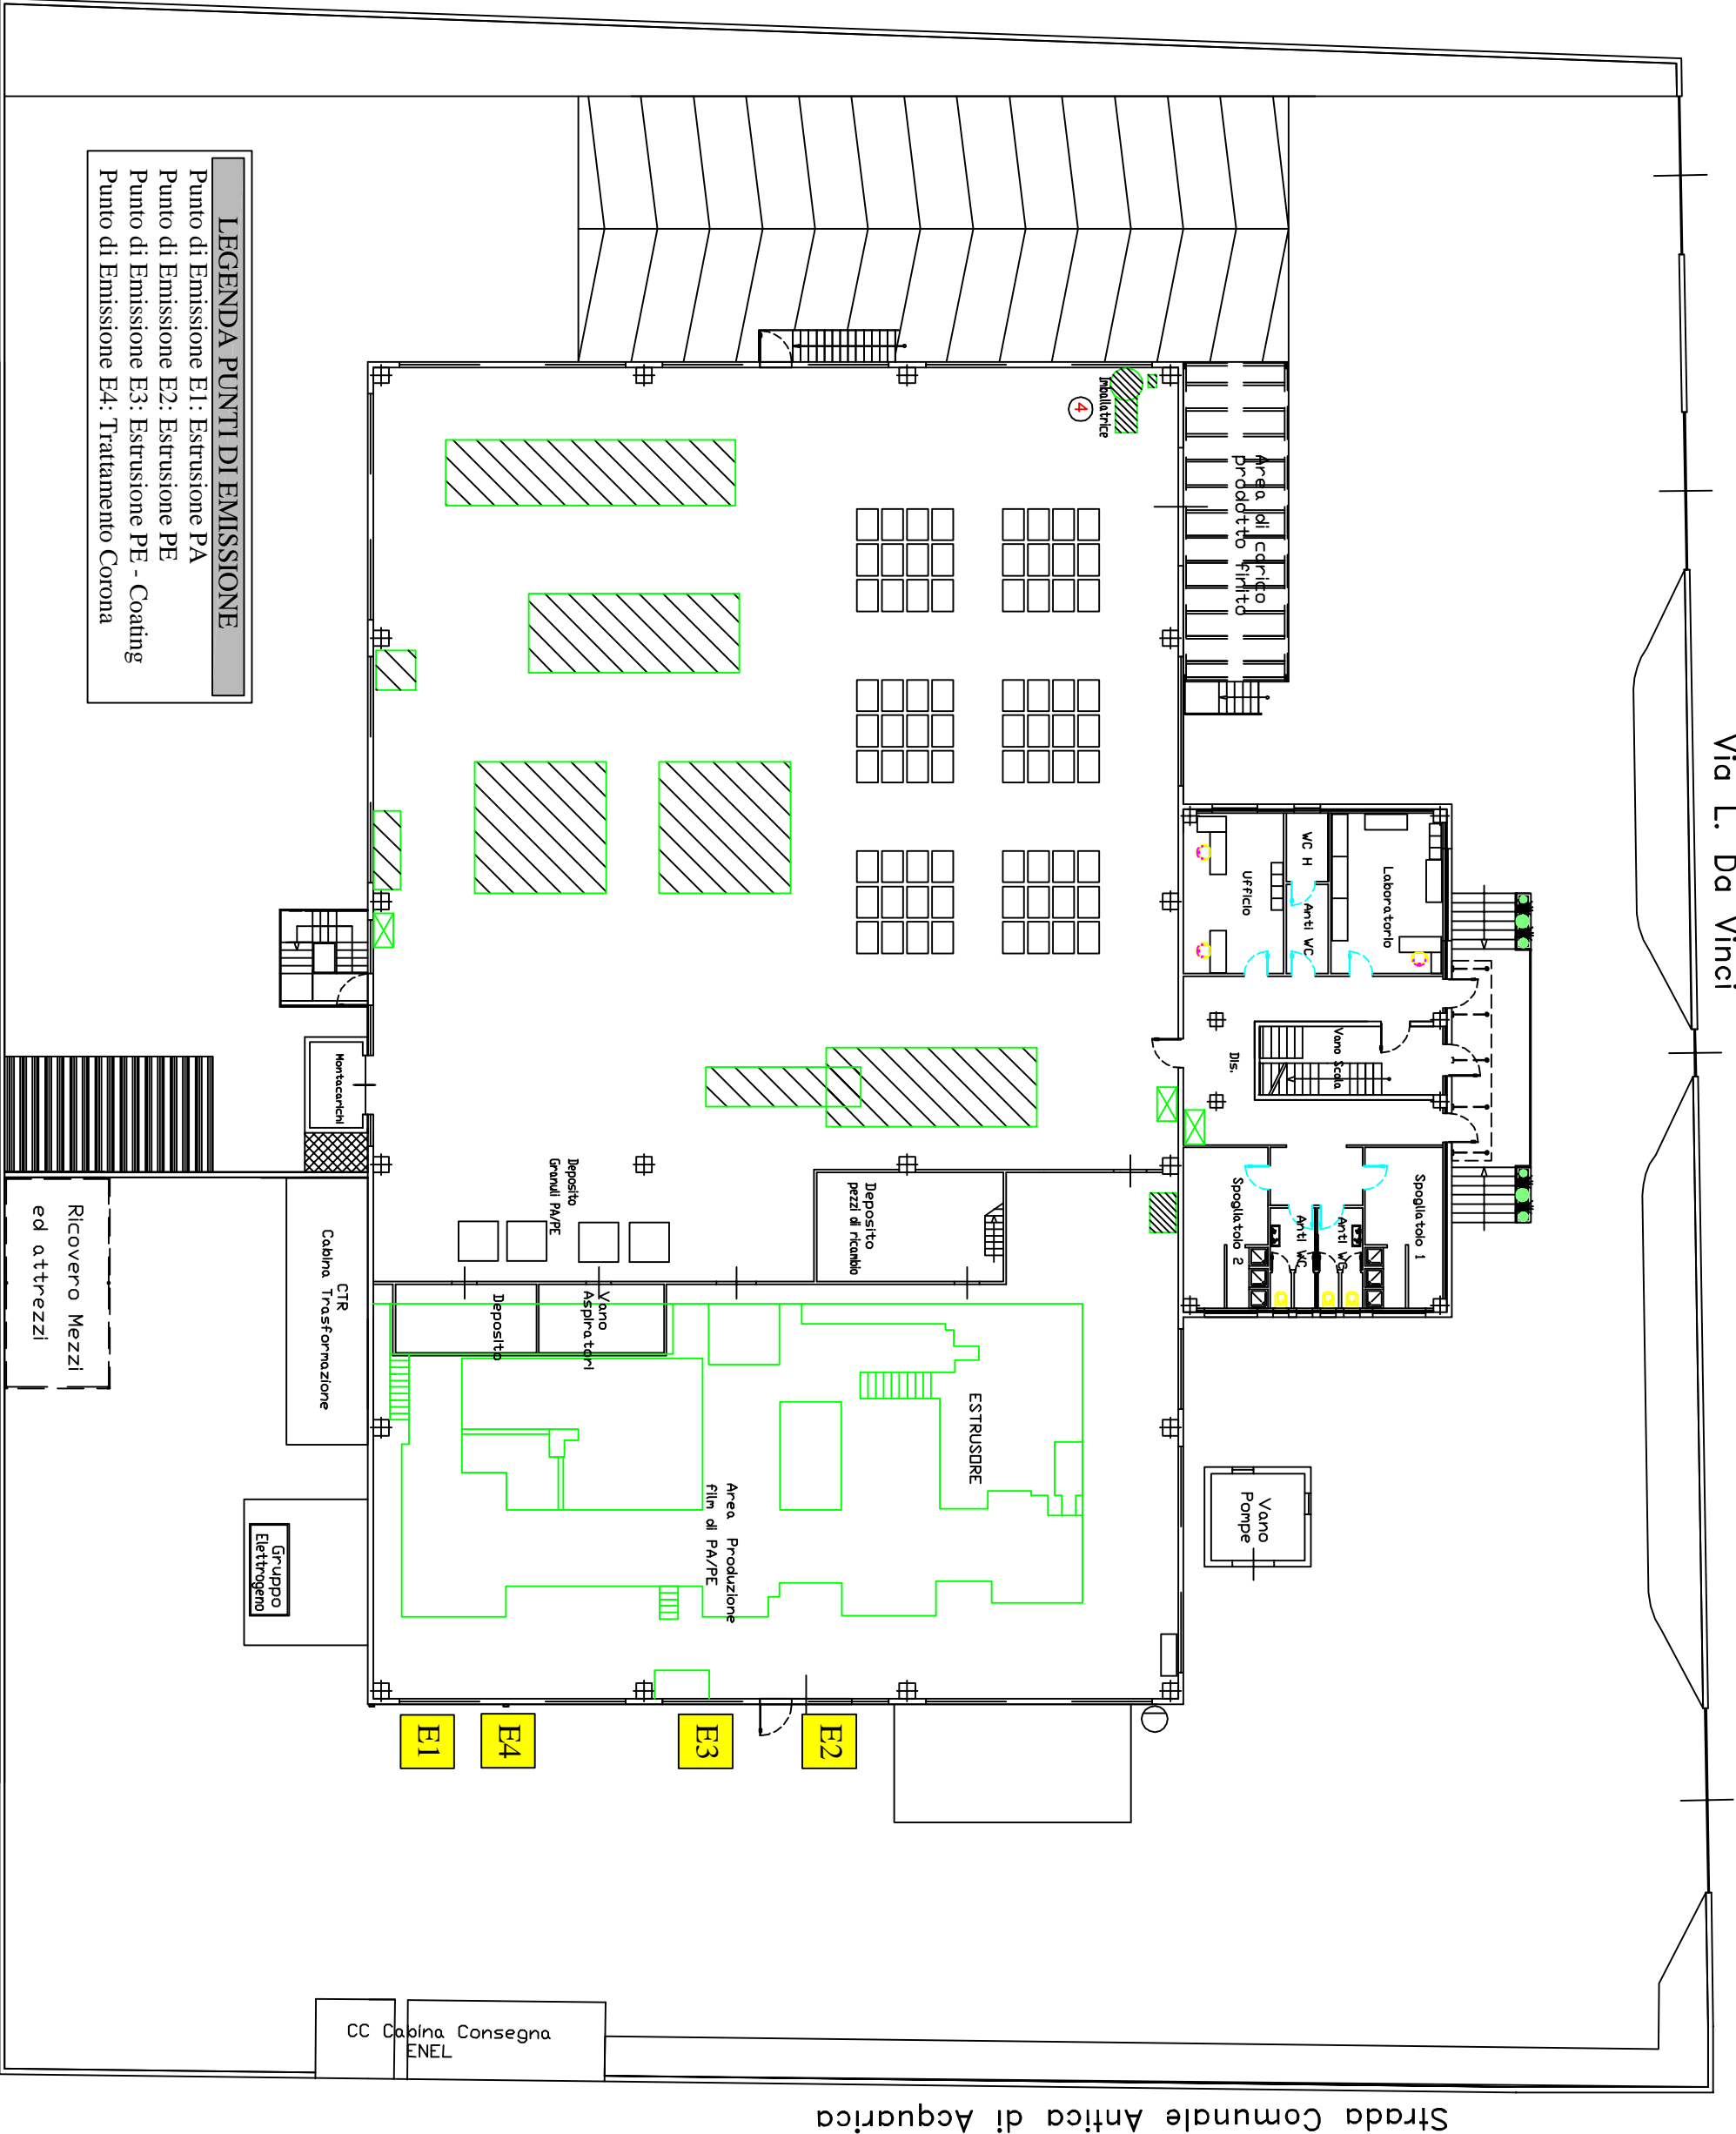 Via L. Da Vinci
LEGENDA PUNTI DI EMISSIONE
Punto di Emissione E1: Estrusione PA
Punto di Emissione E2: Estrusione PE
Punto di Emissione E3: Estrusione PE - Coating
Punto di Emissione E4: Trattamento Corona
Imballatrice
4
Area di carico
prodotto finito
WC H
Ufficio
Anti WC
Laboratorio
Vano Scala
Dis.
Montacarichi
Deposito
Granuli PA/PE
Deposito
pezzi di ricambio
Spogliatoio 2
Anti WC
Anti WC
Spogliatoio 1
Ricovero Mezzi
ed attrezzi
CTR
Cabina Trasformazione
Deposito
Vano
Aspiratori
ESTRUSORE
Area Produzione
film di PA/PE
Vano
Pompe
Gruppo
Elettrogeno
E1
E4
E3
E2
CC Cabina Consegna
ENEL
Strada Comunale Antica di Acquarica